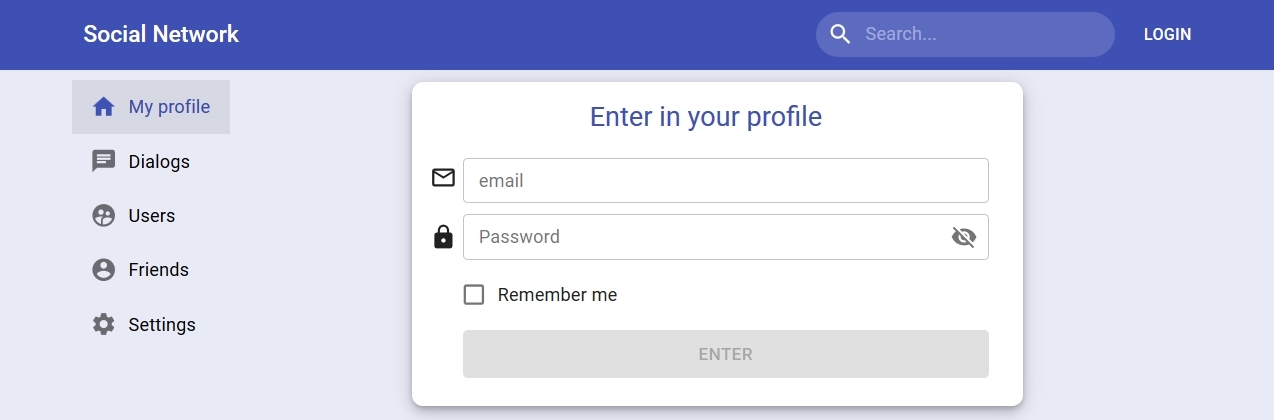 Social Network
Search...
LOGIN
My profile
Dialogs
Users
Friends
Settings
Enter in your profile
email
Password
Remember me
ENTER